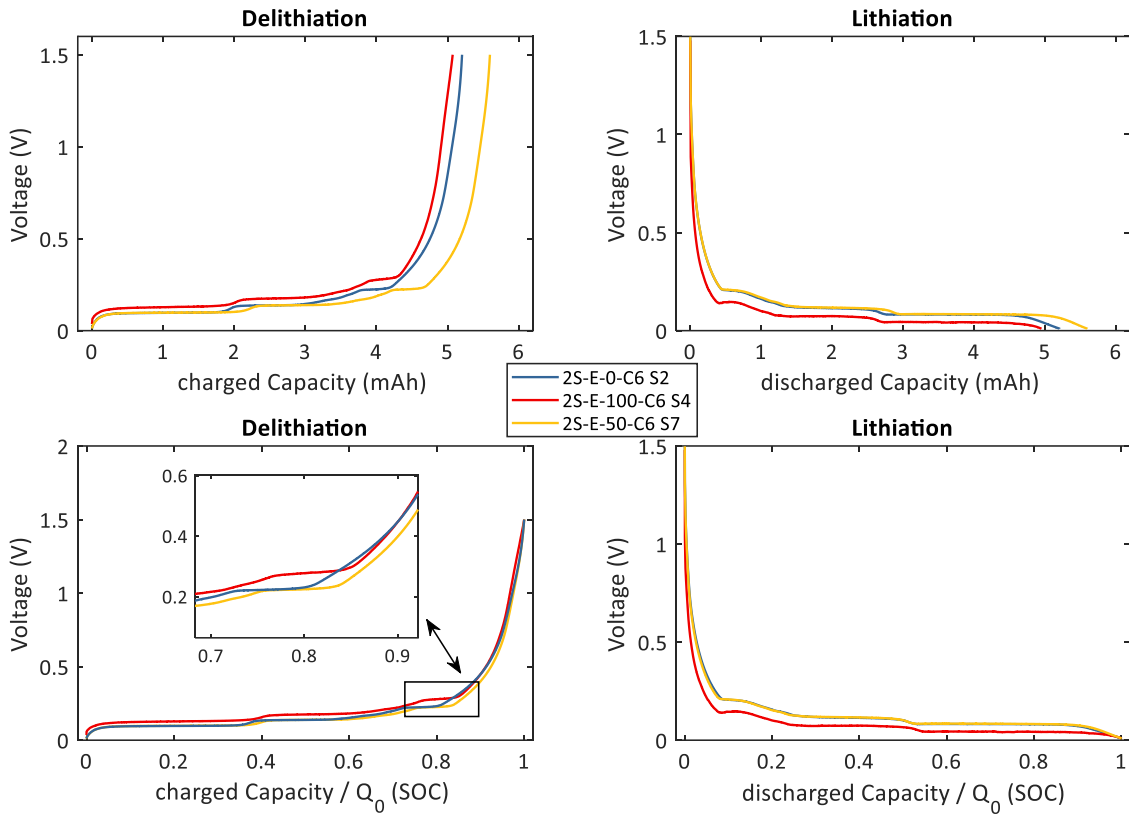 Delithiation
1.5
1
0.5
0
Voltage (V)
0 1 2 3 4 5 6
charged Capacity (mAh)
Lithiation
1.5
1
0.5
0
Voltage (V)
0 1 2 3 4 5 6
discharged Capacity (mAh)
2S-E-0-C6 S2
2S-E-100-C6 S4
2S-E-50-C6 S7
Delithiation
2
1.5
1
0.5
0
Voltage (V)
0.6
0.4
0.2
0.7 0.8 0.9
0 0.2 0.4 0.6 0.8 1
charged Capacity / Q0 (SOC)
Lithiation
1.5
1
0.5
0
Voltage (V)
0 0.2 0.4 0.6 0.8 1
discharged Capacity / Q0 (SOC)